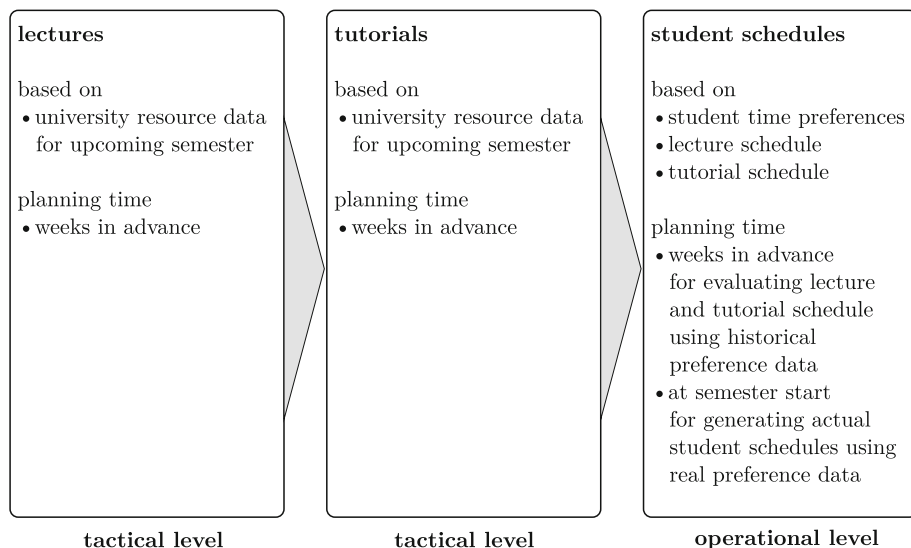 lectures
based on
• university resource data
for upcoming semester
planning time
• weeks in advance
tactical level
tutorials
based on
• university resource data
for upcoming semester
planning time
• weeks in advance
tactical level
student schedules
based on
• student time preferences
• lecture schedule
• tutorial schedule
planning time
• weeks in advance
for evaluating lecture
and tutorial schedule
using historical
preference data
• at semester start
for generating actual
student schedules using
real preference data
operational level